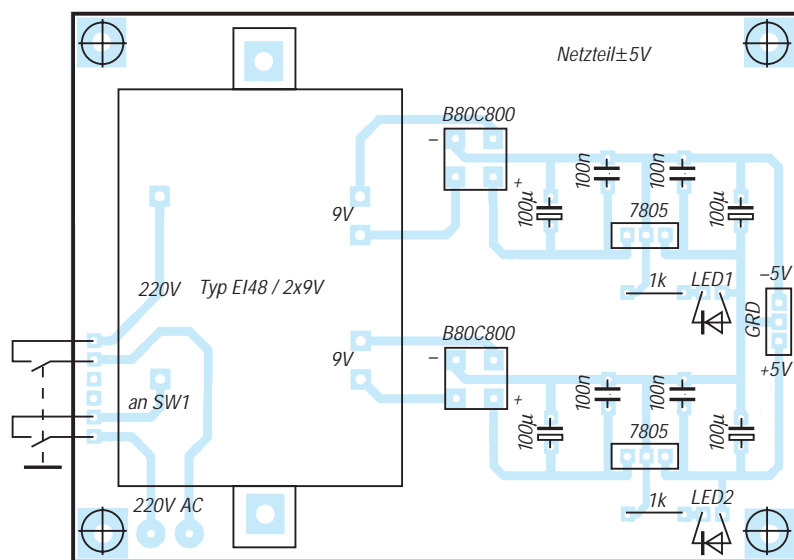 Netzteil±5V
B80C800
–
+
100n
100n
100µ
7805
100µ
9V
220V
Typ EI48 / 2x9V
1k
LED1
–5V
GRD
+5V
9V
B80C800
–
+
an SW1
100n
100n
100µ
7805
100µ
220V AC
1k
LED2